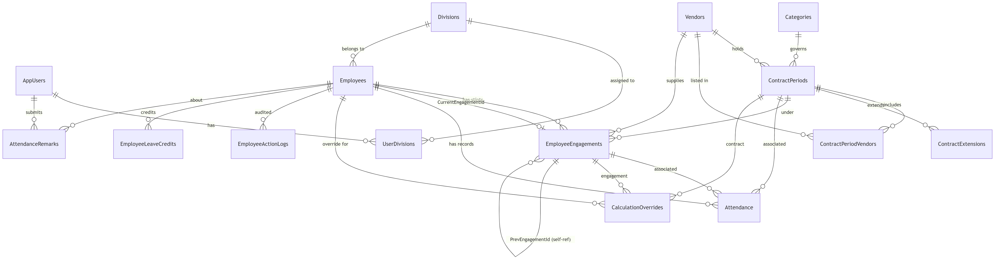 Divisions
Vendors
Categories
belongs to
holds
governs
AppUsers
Employees
assigned to
supplies
listed in
ContractPeriods
about
has stints
CurrentEngagementId
extends
includes
submits
credits
audited
under
has
AttendanceRemarks
EmployeeLeaveCredits
EmployeeActionLogs
override for
UserDivisions
has records
EmployeeEngagements
contract
associated
ContractPeriodVendors
ContractExtensions
associated
engagement
CalculationOverrides
Attendance
PrevEngagementId (self-ref)